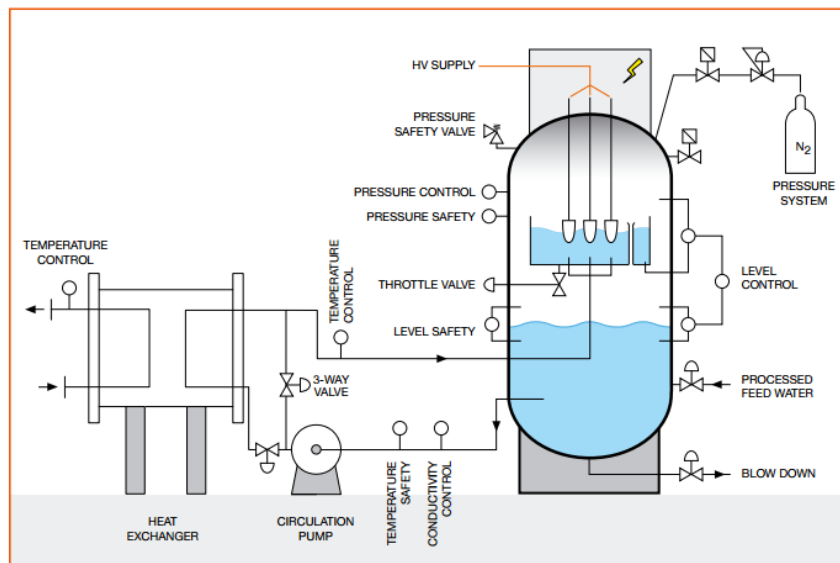 HV SUPPLY
PRESSURE
SAFETY VALVE
N2
PRESSURE
SYSTEM
PRESSURE CONTROL
PRESSURE SAFETY
TEMPERATURE
CONTROL
TEMPERATURE
CONTROL
THROTTLE VALVE
LEVEL
CONTROL
LEVEL SAFETY
3-WAY
VALVE
PROCESSED
FEED WATER
TEMPERATURE
SAFETY
CONDUCTIVITY
CONTROL
BLOW DOWN
HEAT
EXCHANGER
CIRCULATION
PUMP